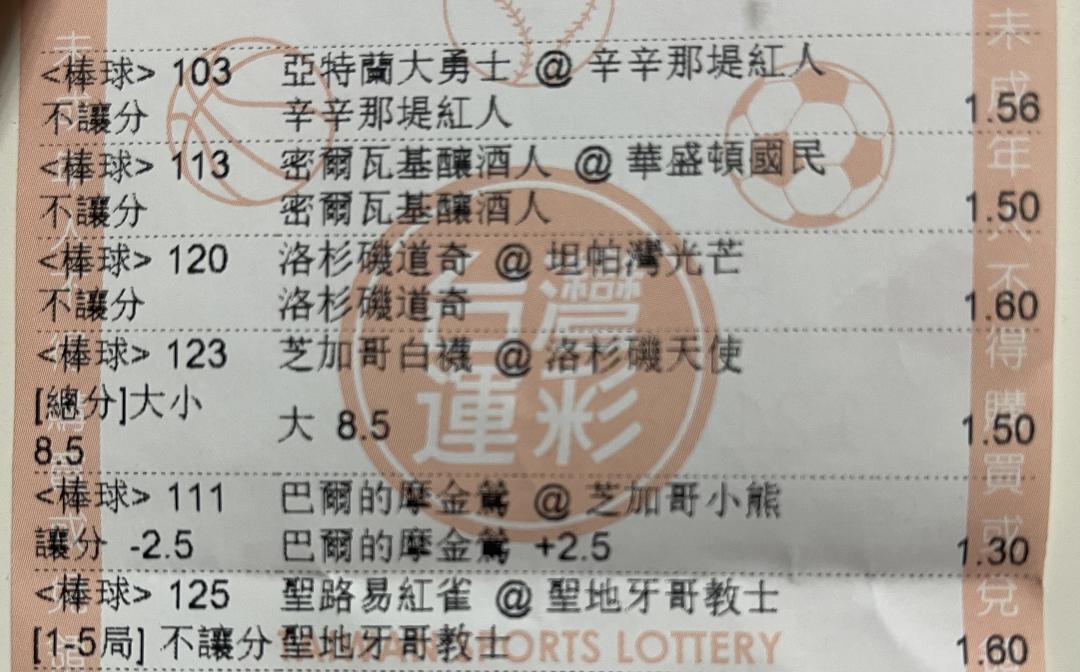 <棒球> 103 亞特蘭大勇士 @ 辛辛那堤紅人
不讓分 辛辛那堤紅人 1.56
<棒球> 113 密爾瓦基釀酒人 @ 華盛頓國民
不讓分 密爾瓦基釀酒人 1.50
<棒球> 120 洛杉磯道奇 @ 坦帕灣光芒
不讓分 洛杉磯道奇 1.60
<棒球> 123 芝加哥白襪 @ 洛杉磯天使
[總分]大小
大 8.5 1.50
8.5
<棒球> 111 巴爾的摩金鶯 @ 芝加哥小熊
讓分 -2.5 巴爾的摩金鶯 +2.5 1.30
<棒球> 125 聖路易紅雀 @ 聖地牙哥教士
[1-5局] 不讓分 聖地牙哥教士 1.60
台灣
運彩
SPORTS LOTTERY
未成年人不得購買或兌